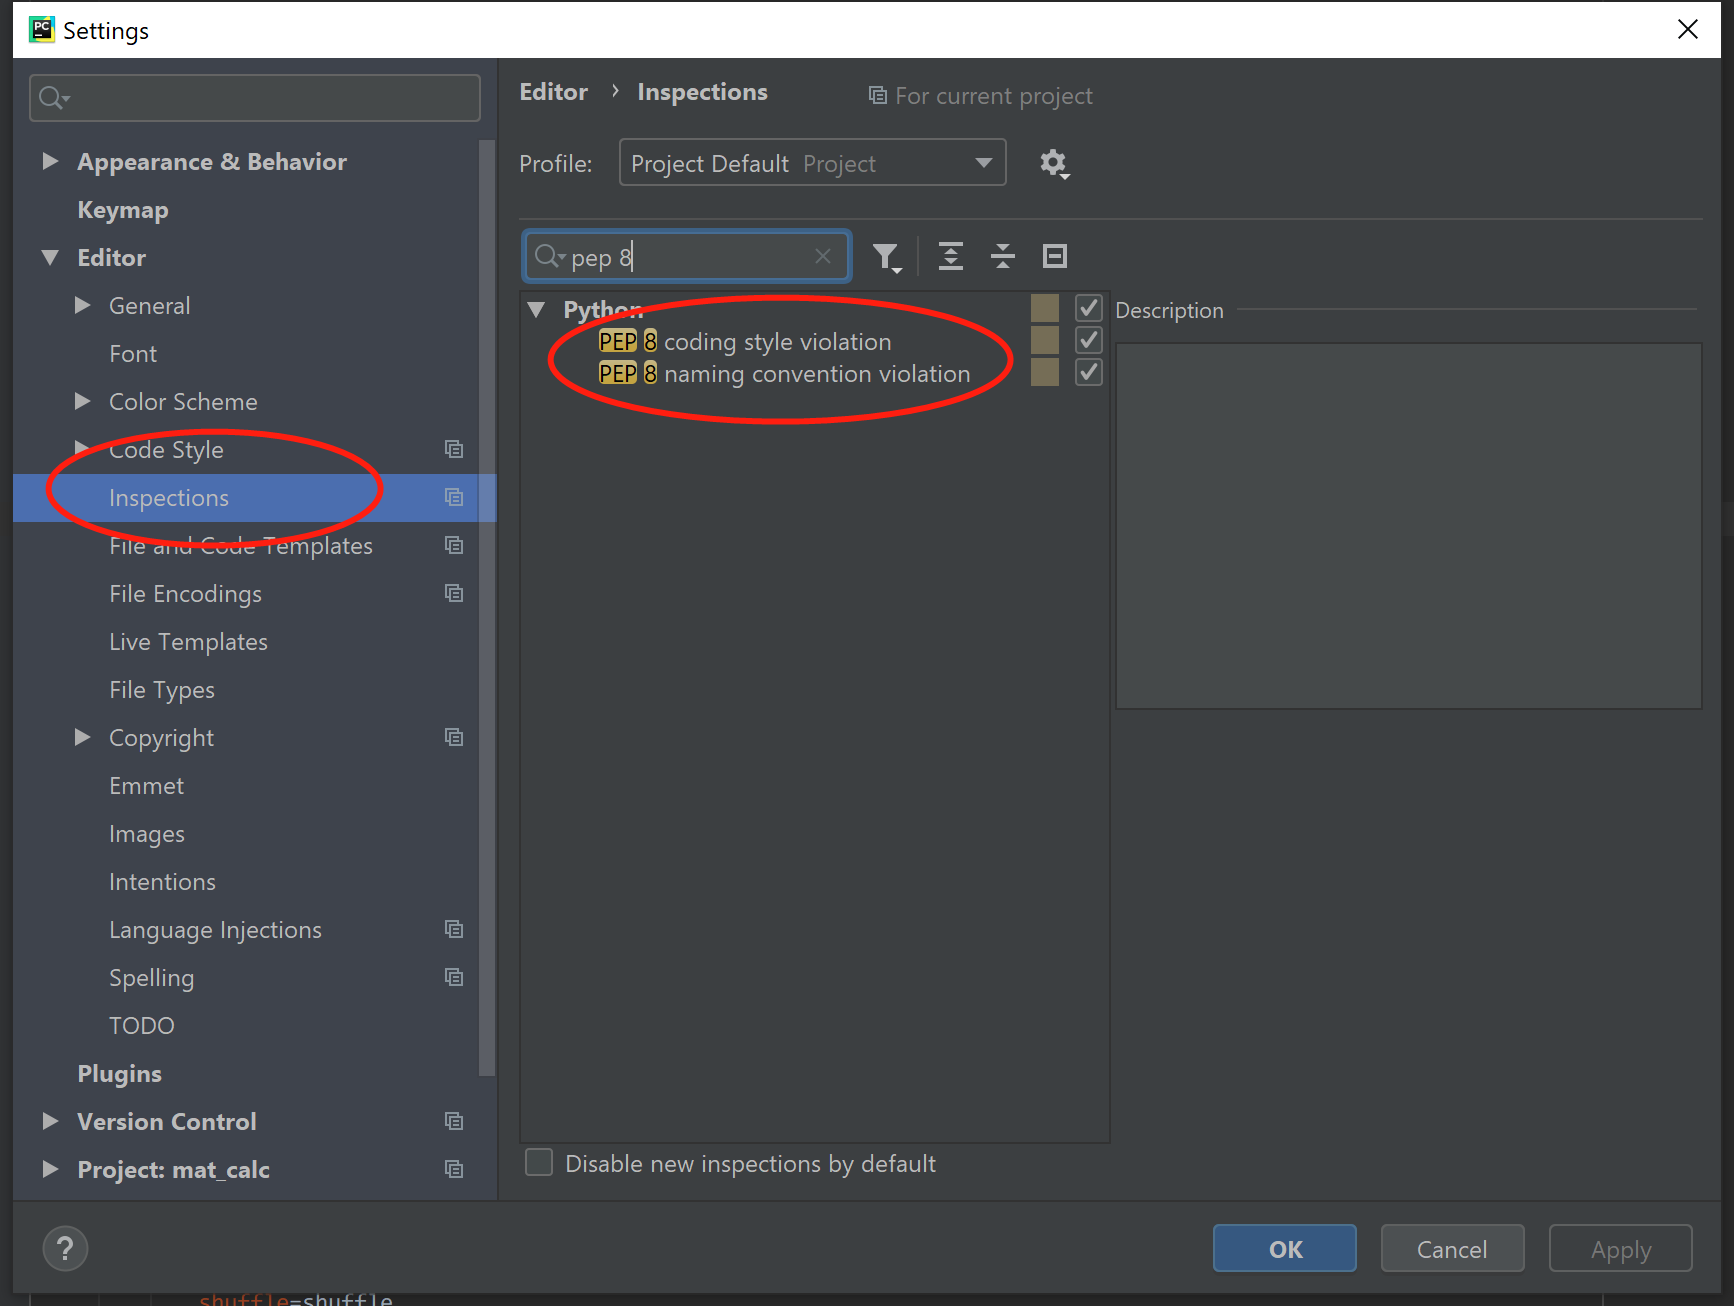 PC Settings
Editor › Inspections For current project
Appearance & Behavior
Keymap
Editor
General
Font
Color Scheme
Code Style
Inspections
File and Code Templates
File Encodings
Live Templates
File Types
Copyright
Emmet
Images
Intentions
Language Injections
Spelling
TODO
Plugins
Version Control
Project: mat_calc
Profile: Project Default Project
pep 8
Python
PEP 8 coding style violation
PEP 8 naming convention violation
Description
Disable new inspections by default
? OK Cancel Apply
shuffle=shuffle